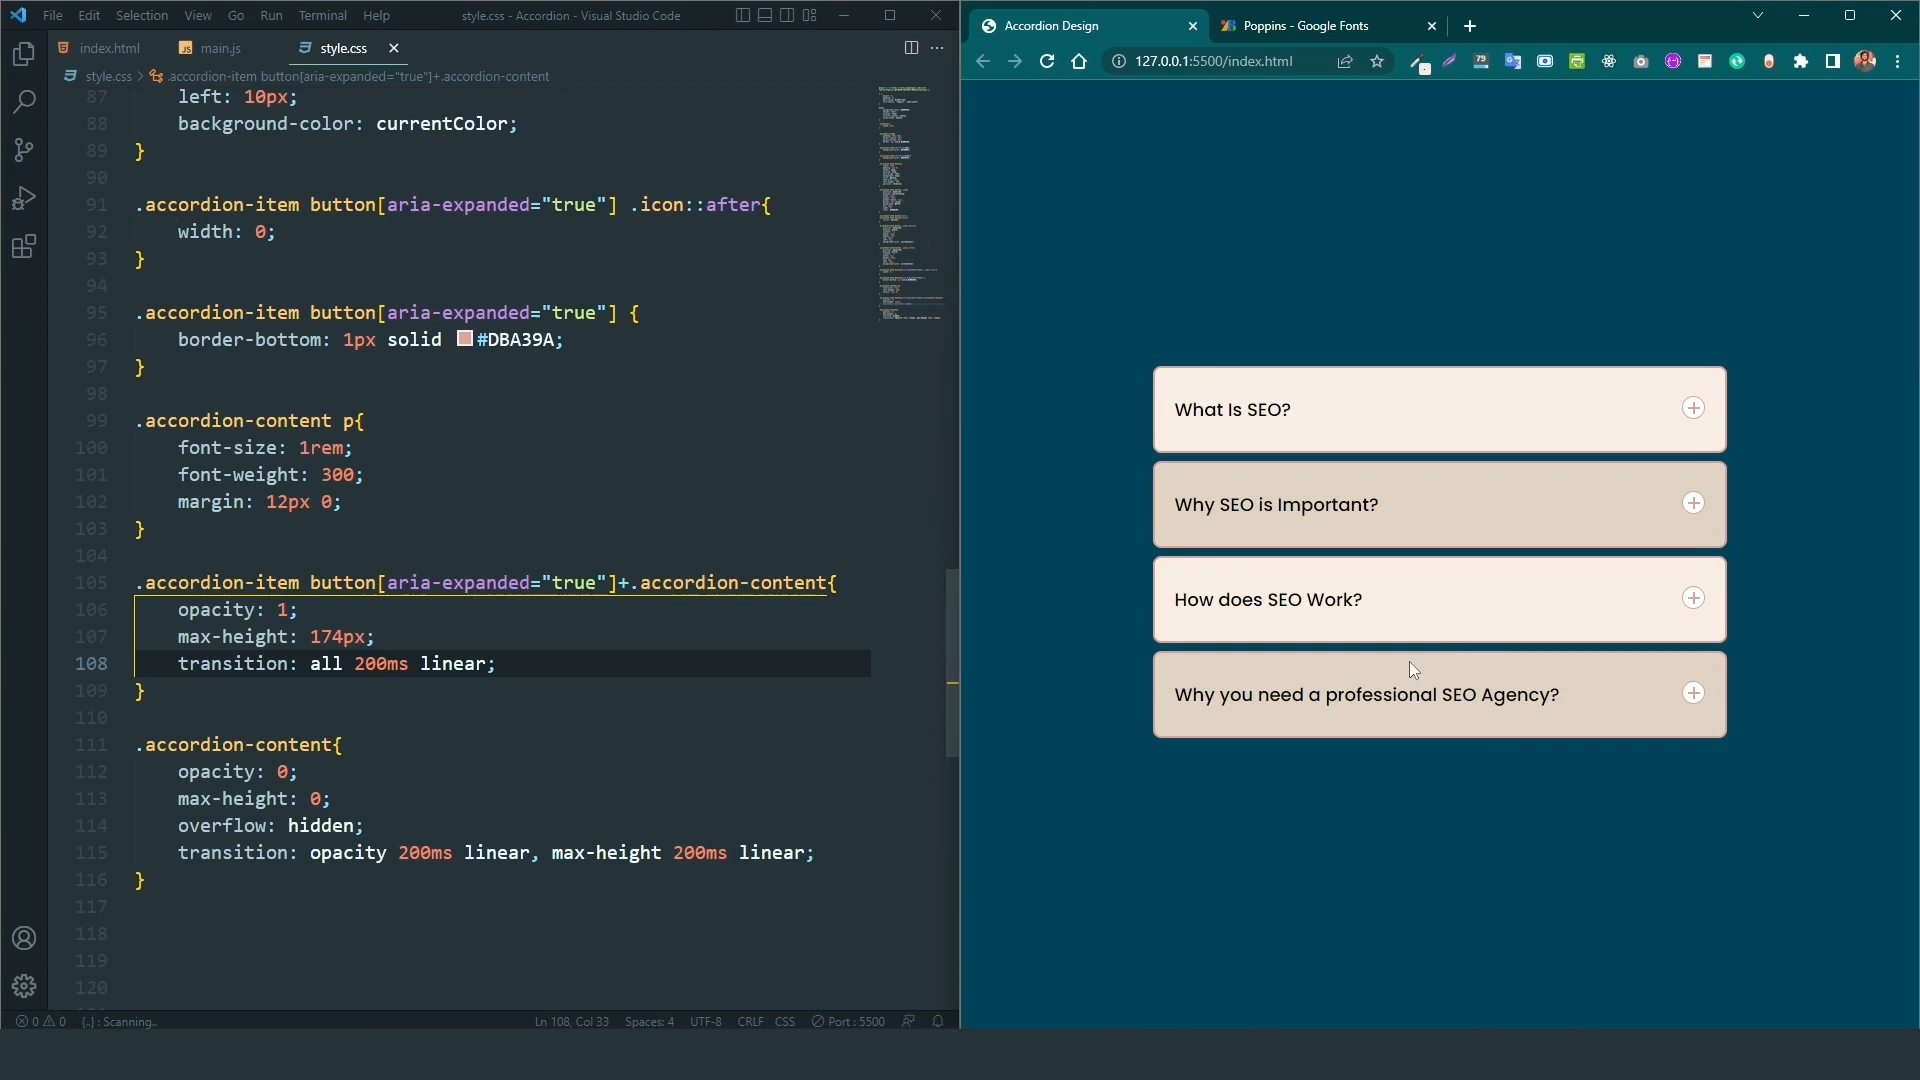 File Edit Selection View Go Run Terminal Help
style.css - Accordion - Visual Studio Code
index.html
JS main.js
style.css
style.css > .accordion-item button[aria-expanded="true"]+.accordion-content
87 left: 10px;
88 background-color: currentColor;
89 }
90
91 .accordion-item button[aria-expanded="true"] .icon::after{
92 width: 0;
93 }
94
95 .accordion-item button[aria-expanded="true"] {
96 border-bottom: 1px solid #DBA39A;
97 }
98
99 .accordion-content p{
100 font-size: 1rem;
101 font-weight: 300;
102 margin: 12px 0;
103 }
104
105 .accordion-item button[aria-expanded="true"]+.accordion-content{
106 opacity: 1;
107 max-height: 174px;
108 transition: all 200ms linear;
109 }
110
111 .accordion-content{
112 opacity: 0;
113 max-height: 0;
114 overflow: hidden;
115 transition: opacity 200ms linear, max-height 200ms linear;
116 }
117
118
119
120
0 0 {..} : Scanning.. Ln 108, Col 33 Spaces: 4 UTF-8 CRLF CSS Port : 5500
Accordion Design
Poppins - Google Fonts
127.0.0.1:5500/index.html
79
What Is SEO?
Why SEO is Important?
How does SEO Work?
Why you need a professional SEO Agency?